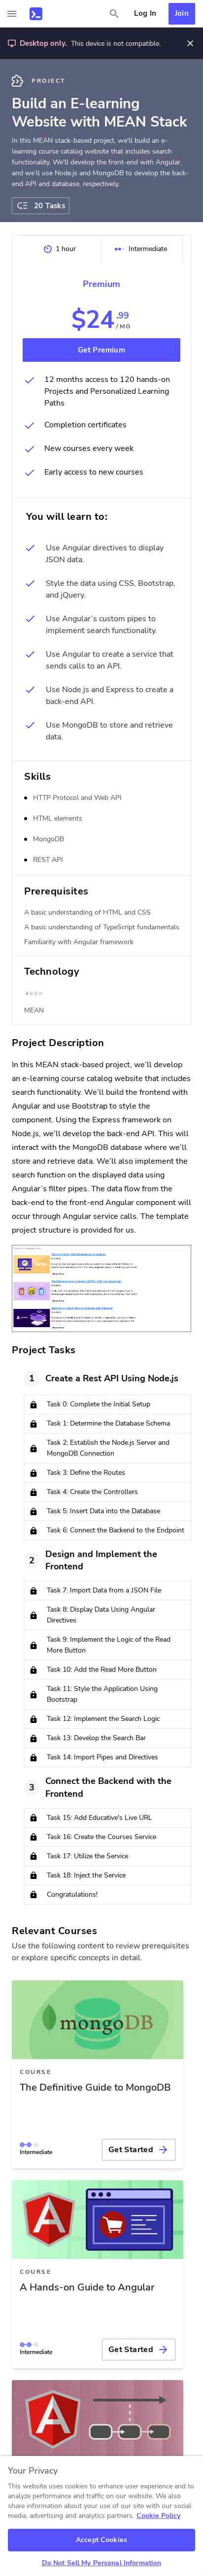 Log In
Join
Desktop only. This device is not compatible.
PROJECT
Build an E-learning
Website with MEAN Stack
In this MEAN stack-based project, we'll build an e-
learning course catalog website that includes search
functionality. We'll develop the front-end with Angular,
and we'll use Node.js and MongoDB to develop the back-
end API and database, respectively.
20 Tasks
1 hour
Intermediate
Premium
$24.99
/ MO
Get Premium
12 months access to 120 hands-on
Projects and Personalized Learning
Paths
Completion certificates
New courses every week
Early access to new courses
You will learn to:
Use Angular directives to display
JSON data.
Style the data using CSS, Bootstrap,
and jQuery.
Use Angular's custom pipes to
implement search functionality.
Use Angular to create a service that
sends calls to an API.
Use Node.js and Express to create a
back-end API.
Use MongoDB to store and retrieve
data.
Skills
HTTP Protocol and Web API
HTML elements
MongoDB
REST API
Prerequisites
A basic understanding of HTML and CSS
A basic understanding of TypeScript fundamentals
Familiarity with Angular framework
Technology
MEAN
Project Description
In this MEAN stack-based project, we'll develop
an e-learning course catalog website that includes
search function. We'll build the frontend with
Angular and use Bootstrap to style the
component. Using the Express framework on
Node.js, we'll develop the back-end API. This will
interact with the MongoDB database where we'll
store and retrieve data. We'll also implement the
search function on the displayed data using
Angular's filter pipes. The data flow from the
back-end to the front-end Angular component will
occur through Angular service calls. The template
project structure is provided for us.
Project Tasks
1
Create a Rest API Using Node.js
Task 0: Complete the Initial Setup
Task 1: Determine the Database Schema
Task 2: Establish the Node.js Server and
MongoDB Connection
Task 3: Define the Routes
Task 4: Create the Controllers
Task 5: Insert Data into the Database
Task 6: Connect the Backend to the Endpoint
2
Design and Implement the
Frontend
Task 7: Import Data from a JSON File
Task 8: Display Data Using Angular
Directives
Task 9: Implement the Logic of the Read
More Button
Task 10: Add the Read More Button
Task 11: Style the Application Using
Bootstrap
Task 12: Implement the Search Logic
Task 13: Develop the Search Bar
Task 14: Import Pipes and Directives
3
Connect the Backend with the
Frontend
Task 15: Add Educative's Live URL
Task 16: Create the Courses Service
Task 17: Utilize the Service
Task 18: Inject the Service
Congratulations!
Relevant Courses
Use the following content to review prerequisites
or explore specific concepts in detail.
mongoDB
COURSE
The Definitive Guide to MongoDB
Intermediate
Get Started
COURSE
A Hands-on Guide to Angular
Intermediate
Get Started
Your Privacy
This website uses cookies to enhance user experience and to
analyze performance and traffic on our website. We also
share information about your use of our site with our social
media, advertising and analytics partners. Cookie Policy
Accept Cookies
Do Not Sell My Personal Information